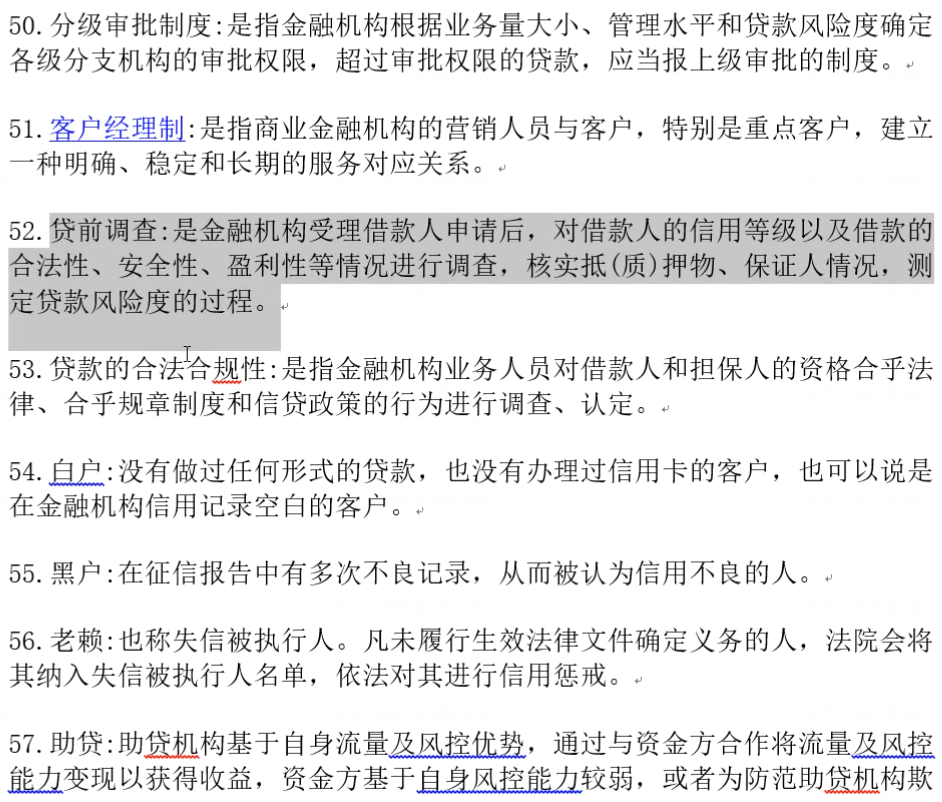 50.分级审批制度:是指金融机构根据业务量大小、管理水平和贷款风险度确定
各级分支机构的审批权限，超过审批权限的贷款，应当报上级审批的制度。
51.客户经理制:是指商业金融机构的营销人员与客户，特别是重点客户，建立
一种明确、稳定和长期的服务对应关系。
52.贷前调查:是金融机构受理借款人申请后，对借款人的信用等级以及借款的
合法性、安全性、盈利性等情况进行调查，核实抵(质)押物、保证人情况，测
定贷款风险度的过程。
53.贷款的合法合规性:是指金融机构业务人员对借款人和担保人的资格合乎法
律、合乎规章制度和信贷政策的行为进行调查、认定。
54.白户:没有做过任何形式的贷款，也没有办理过信用卡的客户，也可以说是
在金融机构信用记录空白的客户。
55.黑户:在征信报告中有多次不良记录，从而被认为信用不良的人。
56.老赖:也称失信被执行人。凡未履行生效法律文件确定义务的人，法院会将
其纳入失信被执行人名单，依法对其进行信用惩戒。
57.助贷:助贷机构基于自身流量及风控优势，通过与资金方合作将流量及风控
能力变现以获得收益，资金方基于自身风控能力较弱，或者为防范助贷机构欺